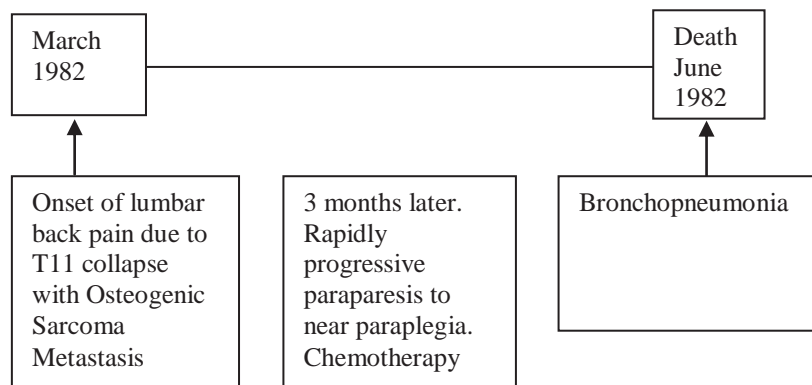 March
1982
Death
June
1982
Onset of lumbar
back pain due to
T11 collapse
with Osteogenic
Sarcoma
Metastasis
3 months later.
Rapidly
progressive
paraparesis to
near paraplegia.
Chemotherapy
Bronchopneumonia